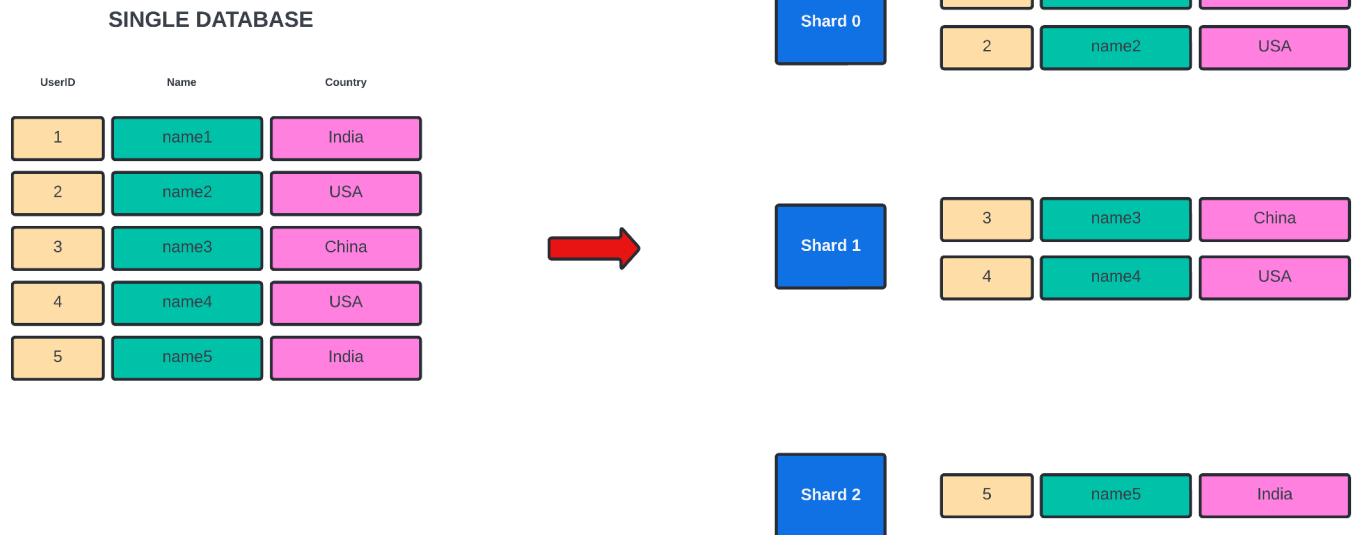 SINGLE DATABASE
UserID Name Country
1 name1 India
2 name2 USA
3 name3 China
4 name4 USA
5 name5 India
Shard 0
2 name2 USA
Shard 1
3 name3 China
4 name4 USA
Shard 2
5 name5 India